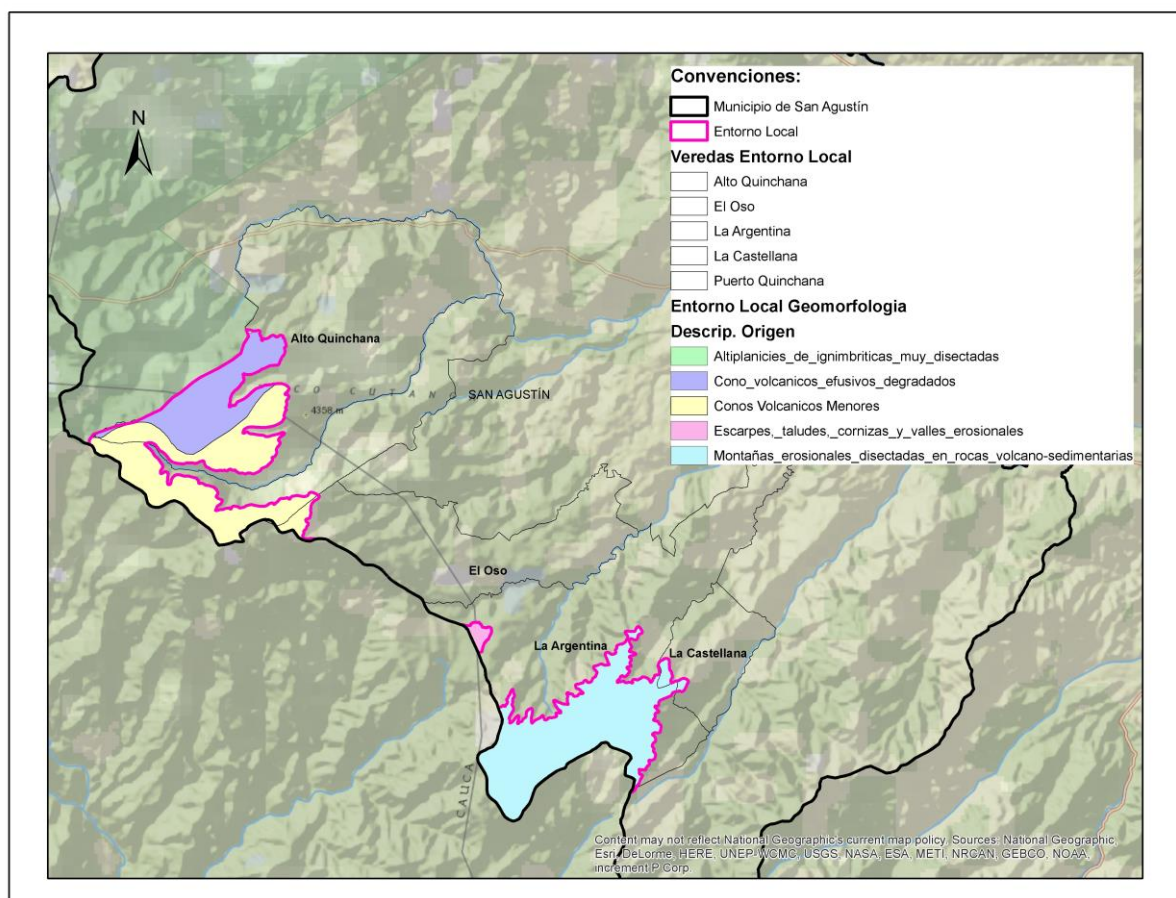 Convenciones:
Municipio de San Agustín
Entorno Local
Veredas Entorno Local
Alto Quinchana
El Oso
La Argentina
La Castellana
Puerto Quinchana
Entorno Local Geomorfologia
Descrip. Origen
Altiplanicies_de_ignimbriticas_muy_disectadas
Cono_volcanicos_efusivos_degradados
Conos Volcanicos Menores
Escarpes,_taludes,_cornizas_y_valles_erosionales
Montañas_erosionales_disectadas_en_rocas_volcano-sedimentarias
N
Alto Quinchana
SAN AGUSTÍN
4358 m
El Oso
La Argentina
La Castellana
CAUCA
Content may not reflect National Geographic's current map policy. Sources: National Geographic,
Esri, DeLorme, HERE, UNEP-WCMC, USGS, NASA, ESA, METI, NRCAN, GEBCO, NOAA,
increment P Corp.